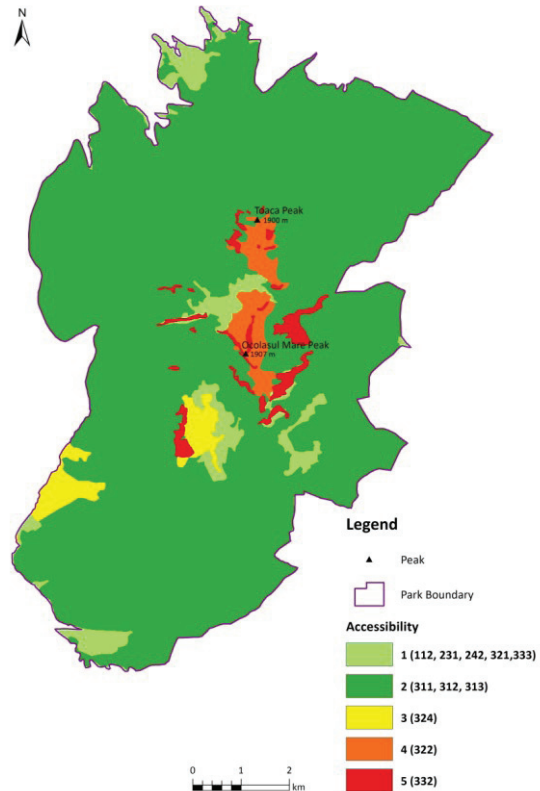 N
Toaca Peak
1900 m
Ocolasul Mare Peak
1907 m
Legend
Peak
Park Boundary
Accessibility
1 (112, 231, 242, 321,333)
2 (311, 312, 313)
3 (324)
4 (322)
5 (332)
0 1 2
km